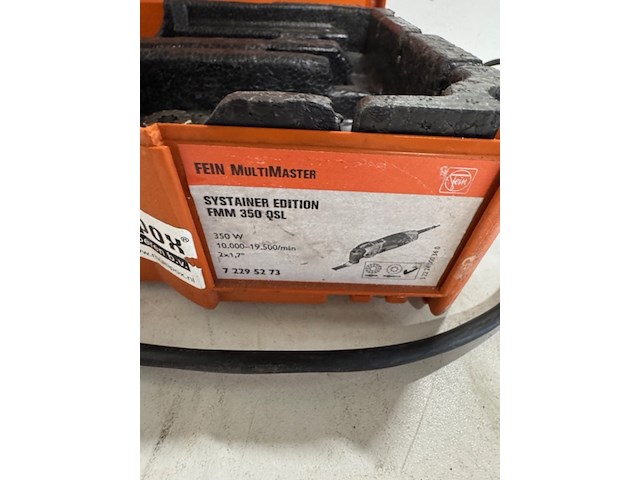 FEIN MULTIMASTER
Fein
SYSTAINER EDITION
FMM 350 QSL
350 W
10.000–19.500/min
2x1,7"
7 229 52 73